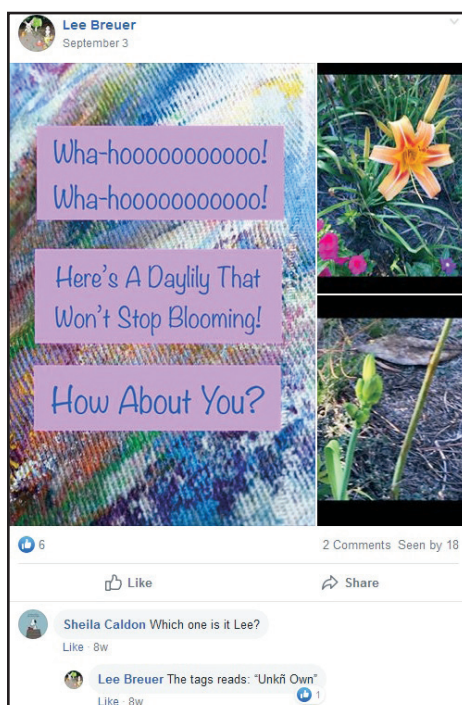 Lee Breuer
September 3
Wha-hooooooooooo!
Wha-hooooooooooo!
Here's A Daylily That
Won't Stop Blooming!
How About You?
6
2 Comments Seen by 18
Like
Share
Sheila Caldon Which one is it Lee?
Like · 8w
Lee Breuer The tags reads: “Unkñ Own”
1
Like · 8w